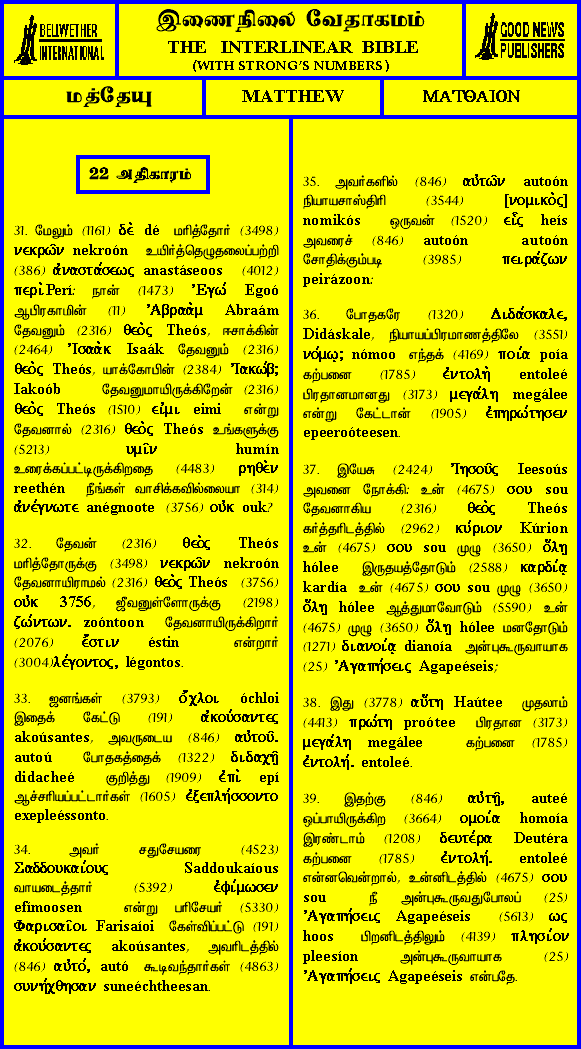 BELLWETHER
INTERNATIONAL
இணைநிலை வேதாகமம்
THE INTERLINEAR BIBLE
(WITH STRONG'S NUMBERS)
GOOD NEWS
PUBLISHERS
மத்தேயு
MATTHEW
ΜΑΤΘΑΙΟΝ
22 அதிகாரம்
31. மேலும் (1161) δὲ dé மரித்தோர் (3498)
νεκρῶν nekroón உயிர்த்தெழுதலைப்பற்றி
(386) ἀναστάσεως anastáseoos (4012)
περὶ Perí: நான் (1473) Ἐγώ Egoó
ஆபிரகாமின் (11) Ἀβραὰμ Abraám
தேவனும் (2316) θεὸς Theós, ஈசாக்கின்
(2464) Ἰσαὰκ Isaák தேவனும் (2316)
θεὸς Theós, யாக்கோபின் (2384) Ἰακώβ;
Iakoób தேவனுமாயிருக்கிறேன் (2316)
θεὸς Theós (1510) εἰμι eimi என்று
தேவனால் (2316) θεὸς Theós உங்களுக்கு
(5213) υμῖν humín
உரைக்கப்பட்டிருக்கிறதை (4483) ρηθὲν
reethén நீங்கள் வாசிக்கவில்லையா (314)
ἀνέγνωτε anégnoote (3756) οὐκ ouk?
32. தேவன் (2316) θεὸς Theós
மரித்தோருக்கு (3498) νεκρῶν nekroón
தேவனாயிராமல் (2316) θεὸς Theós (3756)
οὐκ 3756, ஜீவனுள்ளோருக்கு (2198)
ζώντων. zoóntoon தேவனாயிருக்கிறார்
(2076) ἔστιν éstin என்றார்
(3004)λέγοντος, légontos.
33. ஜனங்கள் (3793) ὄχλοι óchloi
இதைக் கேட்டு (191) ἀκούσαντες
akoúsantes, அவருடைய (846) αὐτοῦ.
autoú போதகத்தைக் (1322) διδαχῇ
didacheé குறித்து (1909) ἐπὶ epí
ஆச்சரியப்பட்டார்கள் (1605) ἐξεπλήσσοντο
exepleéssonto.
34. அவர் சதுசேயரை (4523)
Σαδδουκαίους Saddoukaíous
வாயடைத்தார் (5392) ἐφίμωσεν
efímoosen என்று பரிசேயர் (5330)
Φαρισαῖοι Farisaíoi கேள்விப்பட்டு (191)
ἀκούσαντες akoúsantes, அவரிடத்தில்
(846) αὐτό, autó கூடிவந்தார்கள் (4863)
συνήχθησαν suneéchtheesan.
35. அவர்களில் (846) αὐτῶν autoón
நியாயசாஸ்திரி (3544) [νομικὸς]
nomikós ஒருவன் (1520) εἷς heís
அவரைச் (846) autoón autoón
சோதிக்கும்படி (3985) πειράζων
peirázoon:
36. போதகரே (1320) Διδάσκαλε,
Didáskale, நியாயப்பிரமாணத்திலே (3551)
νόμῳ; nómoo எந்தக் (4169) ποία poía
கற்பனை (1785) ἐντολὴ entoleé
பிரதானமானது (3173) μεγάλη megálee
என்று கேட்டான் (1905) ἐπηρώτησεν
epeeroóteesen.
37. இயேசு (2424) Ἰησοῦς Ieesoús
அவனை நோக்கி: உன் (4675) σου sou
தேவனாகிய (2316) θεὸς Theós
கர்த்தரிடத்தில் (2962) κύριον Kúrion
உன் (4675) σου sou முழு (3650) ὅλῃ
hólee இருதயத்தோடும் (2588) καρδίᾳ
kardía உன் (4675) σου sou முழு (3650)
ὅλῃ hólee ஆத்துமாவோடும் (5590) உன்
(4675) முழு (3650) ὅλῃ hólee மனதோடும்
(1271) διανοίᾳ dianoía அன்புகூருவாயாக
(25) Ἀγαπήσεις Agapeéseis;
38. இது (3778) αὕτη Haútee முதலாம்
(4413) πρώτη proótee பிரதான (3173)
μεγάλη megálee கற்பனை (1785)
ἐντολή. entoleé.
39. இதற்கு (846) αὐτῇ, auteé
ஒப்பாயிருக்கிற (3664) ομοία homoía
இரண்டாம் (1208) δευτέρα Deutéra
கற்பனை (1785) ἐντολή. entoleé
என்னவென்றால், உன்னிடத்தில் (4675) σου
sou நீ அன்புகூருவதுபோலப் (25)
Ἀγαπήσεις Agapeéseis (5613) ως
hoos பிறனிடத்திலும் (4139) πλησίον
pleesíon அன்புகூருவாயாக (25)
Ἀγαπήσεις Agapeéseis என்பதே.